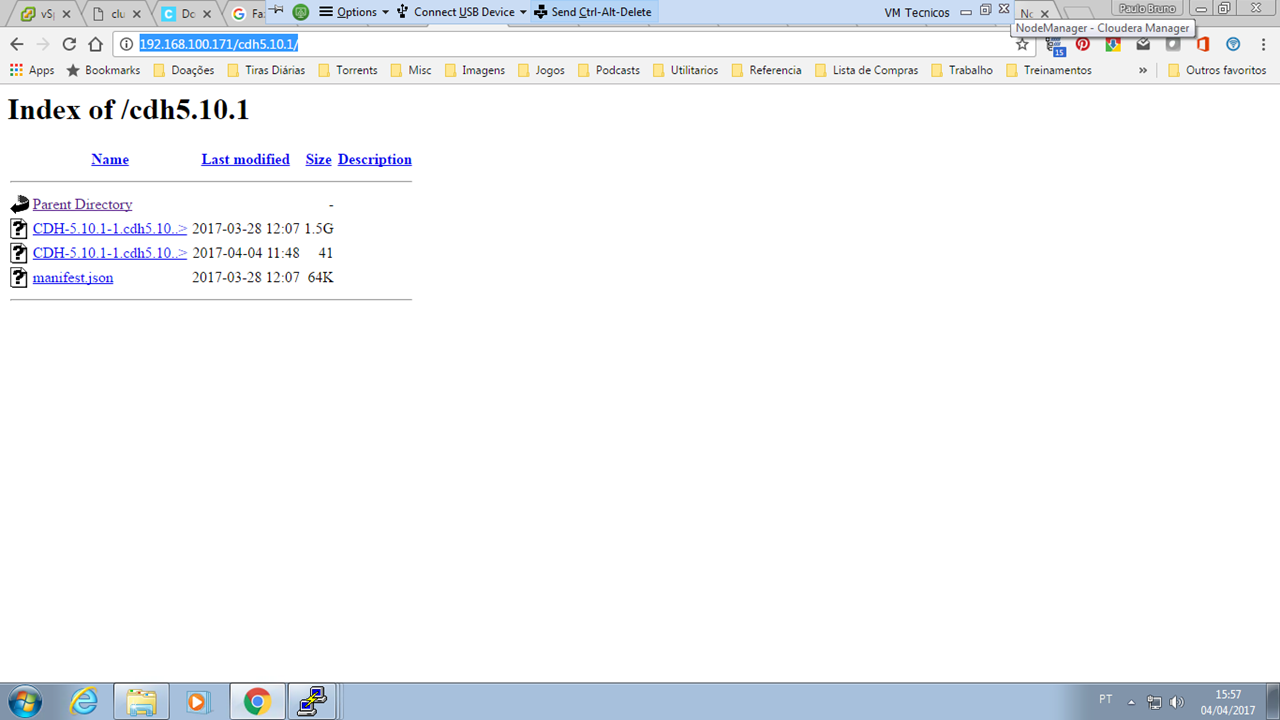 vSp
clu
Do
Faz
Options
Connect USB Device
Send Ctrl-Alt-Delete
VM Tecnicos
No
Paulo Bruno
NodeManager - Cloudera Manager
192.168.100.171/cdh5.10.1/
15
Apps
Bookmarks
Doações
Tiras Diárias
Torrents
Misc
Imagens
Jogos
Podcasts
Utilitarios
Referencia
Lista de Compras
Trabalho
Treinamentos
»
Outros favoritos
Index of /cdh5.10.1
Name Last modified Size Description
Parent Directory -
CDH-5.10.1-1.cdh5.10..> 2017-03-28 12:07 1.5G
CDH-5.10.1-1.cdh5.10..> 2017-04-04 11:48 41
manifest.json 2017-03-28 12:07 64K
PT
15:57
04/04/2017